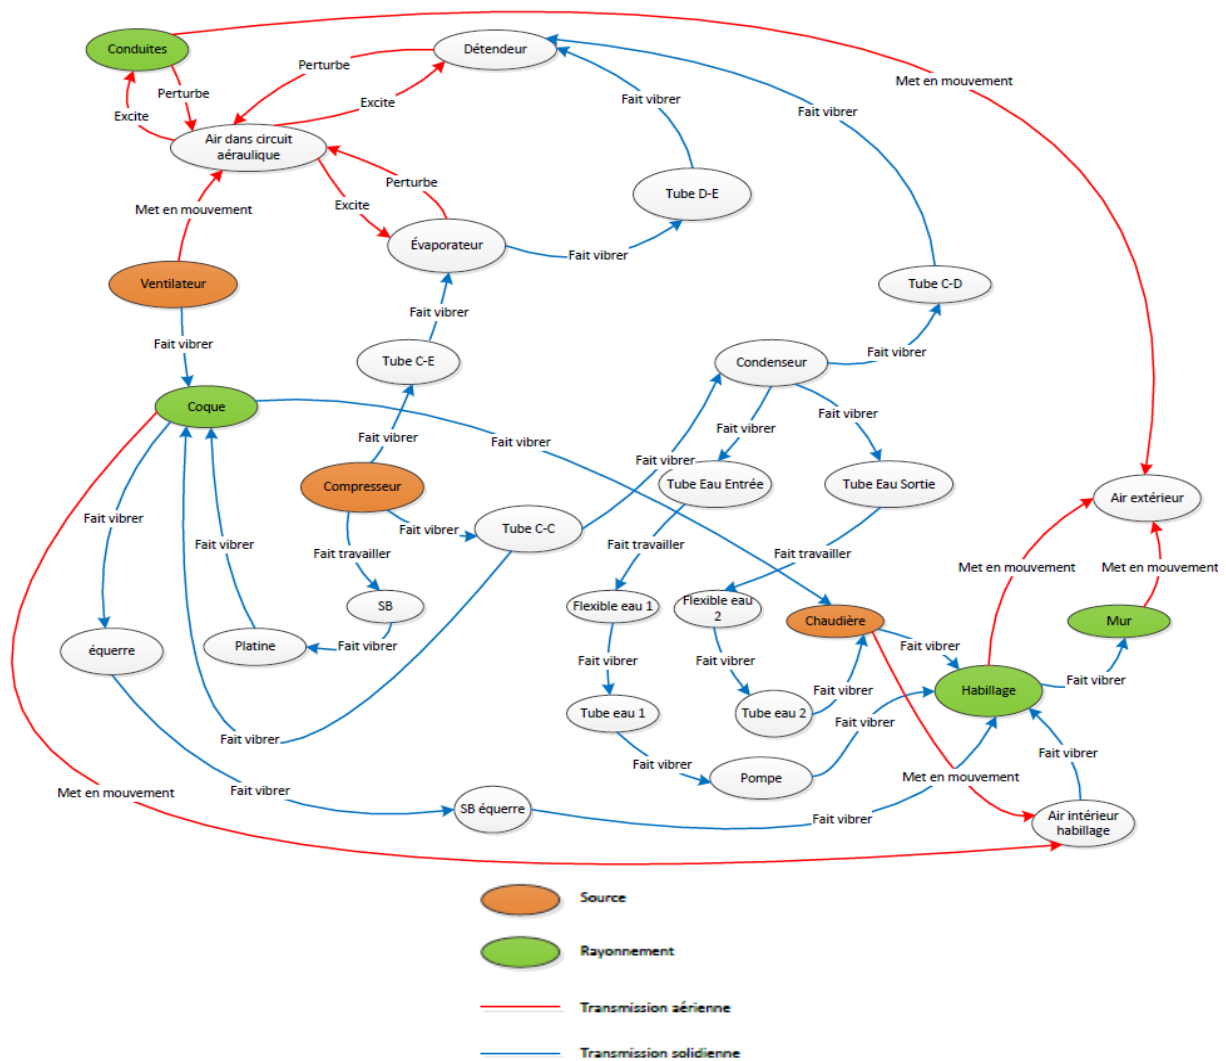 Conduites
Détendeur
Met en mouvement
Perturbe
Perturbe
Excite
Excite
Fait vibrer
Fait vibrer
Air dans circuit
aéraulique
Perturbe
Tube D-E
Excite
Met en mouvement
Évaporateur
Fait vibrer
Ventilateur
Tube C-D
Fait vibrer
Fait vibrer
Tube C-E
Condenseur
Fait vibrer
Coque
Fait vibrer
Fait vibrer
Fait vibrer
Fait vibrer
Fait vibrer
Compresseur
Tube Eau Entrée
Tube Eau Sortie
Air extérieur
Fait vibrer
Fait vibrer
Fait vibrer
Tube C-C
Fait travailler
Fait travailler
Fait travailler
Met en mouvement
Met en mouvement
SB
Flexible eau 1
Flexible eau
2
Chaudière
Mur
équerre
Platine
Fait vibrer
Fait vibrer
Fait vibrer
Fait vibrer
Fait vibrer
Fait vibrer
Habillage
Tube eau 1
Tube eau 2
Fait vibrer
Fait vibrer
Fait vibrer
Fait vibrer
Pompe
Met en mouvement
Met en mouvement
Fait vibrer
SB équerre
Fait vibrer
Air intérieur
habillage
Source
Rayonnement
Transmission aérienne
Transmission solidienne